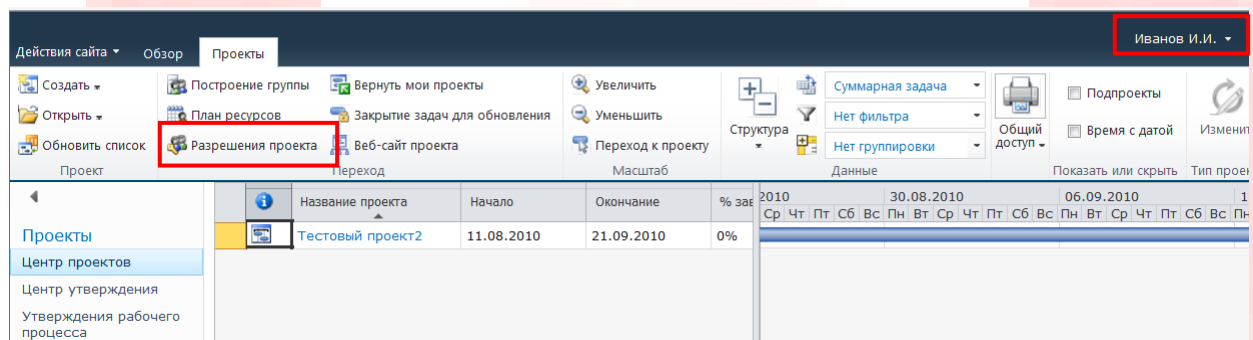 Иванов И.И.
Действия сайта Обзор Проекты
Создать Построение группы Вернуть мои проекты Увеличить Суммарная задача Подпроекты
Открыть План ресурсов Закрытие задач для обновления Уменьшить Структура Нет фильтра Общий доступ Время с датой Изменить
Обновить список Разрешения проекта Веб-сайт проекта Переход к проекту Нет группировки
Проект Переход Масштаб Данные Показать или скрыть Тип проек
Название проекта Начало Окончание % зав 2010 30.08.2010 06.09.2010 1
Ср Чт Пт Сб Вс Пн Вт Ср Чт Пт Сб Вс Пн Вт Ср Чт Пт Сб Вс Пн
Проекты
Тестовый проект2 11.08.2010 21.09.2010 0%
Центр проектов
Центр утверждения
Утверждения рабочего
процесса